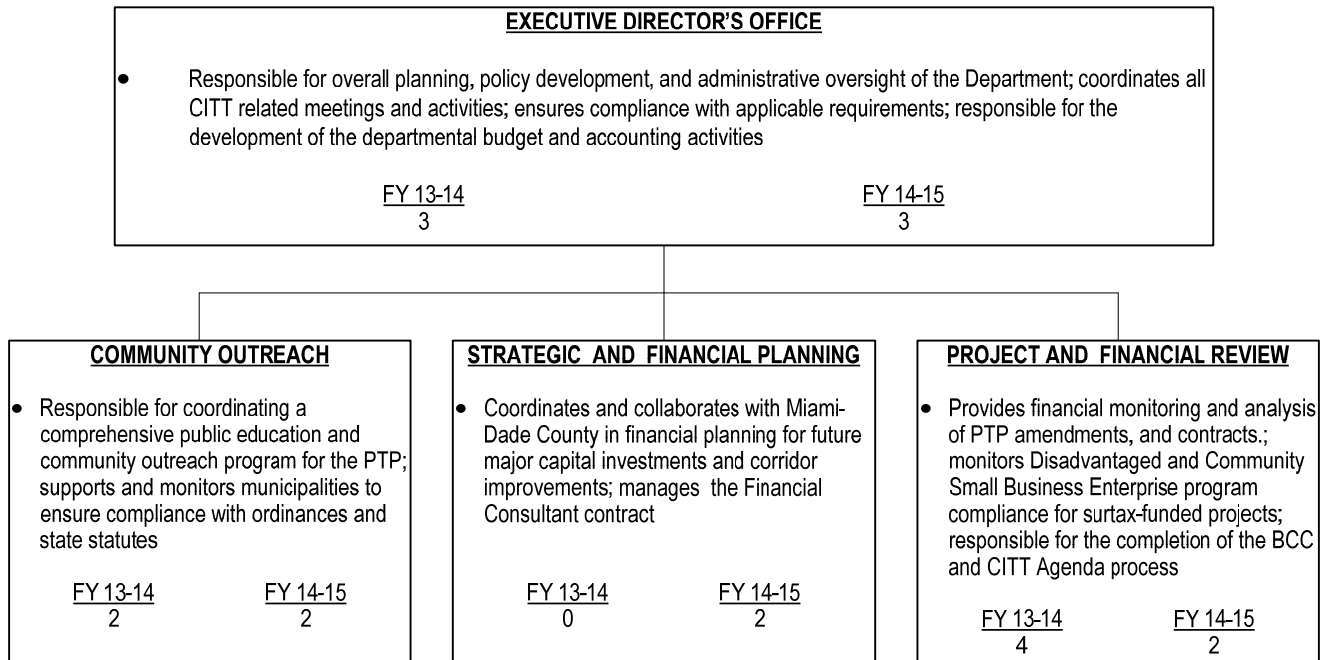 EXECUTIVE DIRECTOR'S OFFICE
• Responsible for overall planning, policy development, and administrative oversight of the Department; coordinates all
CITT related meetings and activities; ensures compliance with applicable requirements; responsible for the
development of the departmental budget and accounting activities
FY 13-14 FY 14-15
3 3
COMMUNITY OUTREACH
• Responsible for coordinating a
comprehensive public education and
community outreach program for the PTP;
supports and monitors municipalities to
ensure compliance with ordinances and
state statutes
FY 13-14 FY 14-15
2 2
STRATEGIC AND FINANCIAL PLANNING
• Coordinates and collaborates with Miami-
Dade County in financial planning for future
major capital investments and corridor
improvements; manages the Financial
Consultant contract
FY 13-14 FY 14-15
0 2
PROJECT AND FINANCIAL REVIEW
• Provides financial monitoring and analysis
of PTP amendments, and contracts.;
monitors Disadvantaged and Community
Small Business Enterprise program
compliance for surtax-funded projects;
responsible for the completion of the BCC
and CITT Agenda process
FY 13-14 FY 14-15
4 2